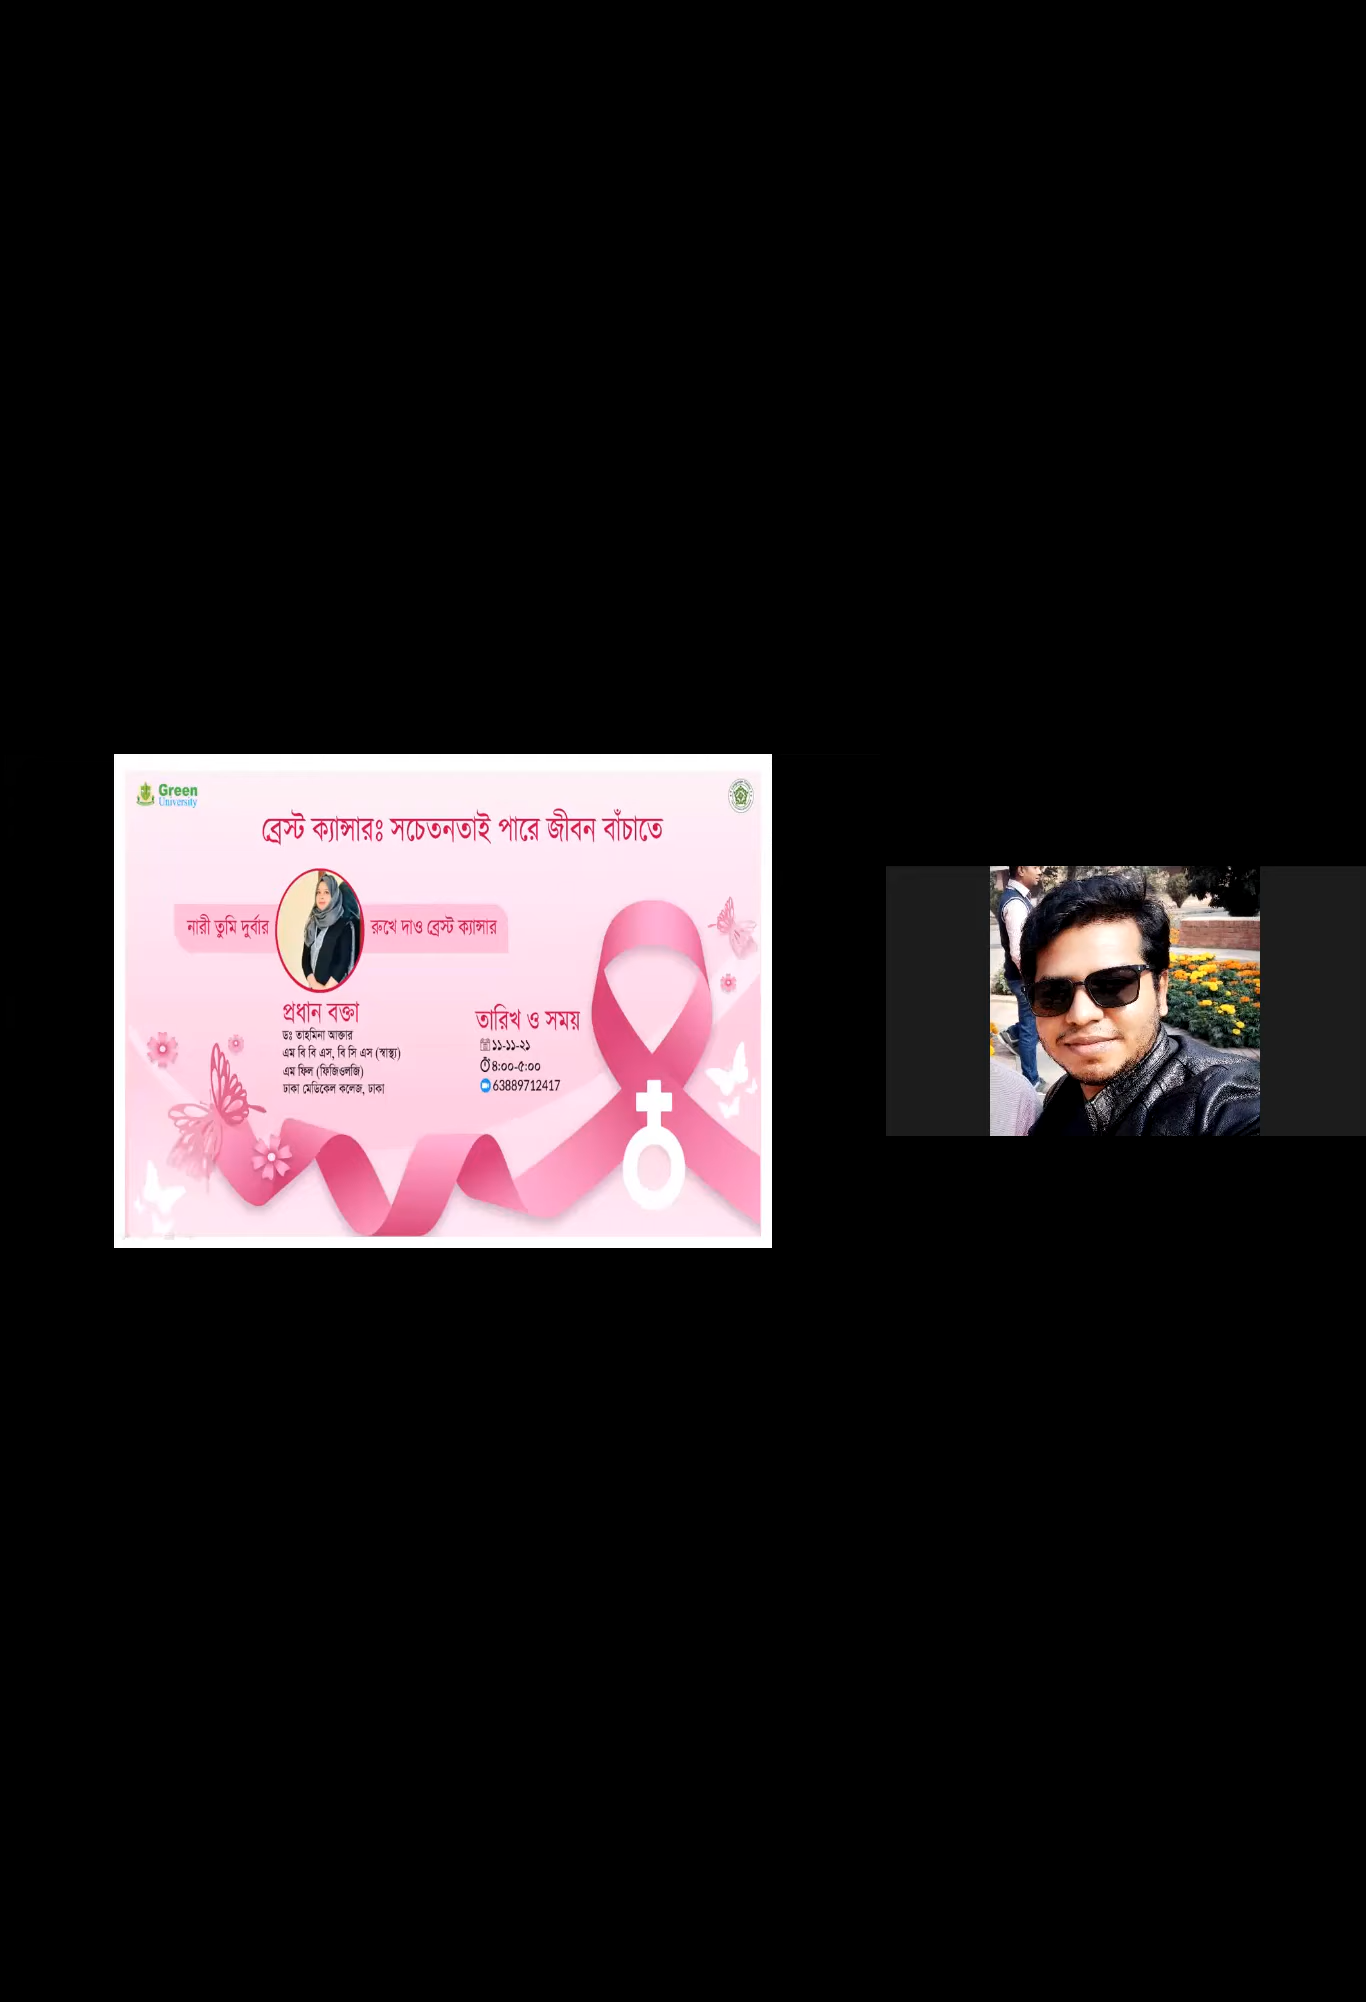 Green
University
ব্রেস্ট ক্যান্সারঃ সচেতনতাই পারে জীবন বাঁচাতে
নারী তুমি দুর্বার রুখে দাও ব্রেস্ট ক্যান্সার
প্রধান বক্তা
ডঃ তাহমিনা আক্তার
এম বি বি এস, বি সি এস (স্বাস্থ্য)
এম ফিল (ফিজিওলজি)
ঢাকা মেডিকেল কলেজ, ঢাকা
তারিখ ও সময়
১১-১১-২১
৪:০০-৫:০০
63889712417